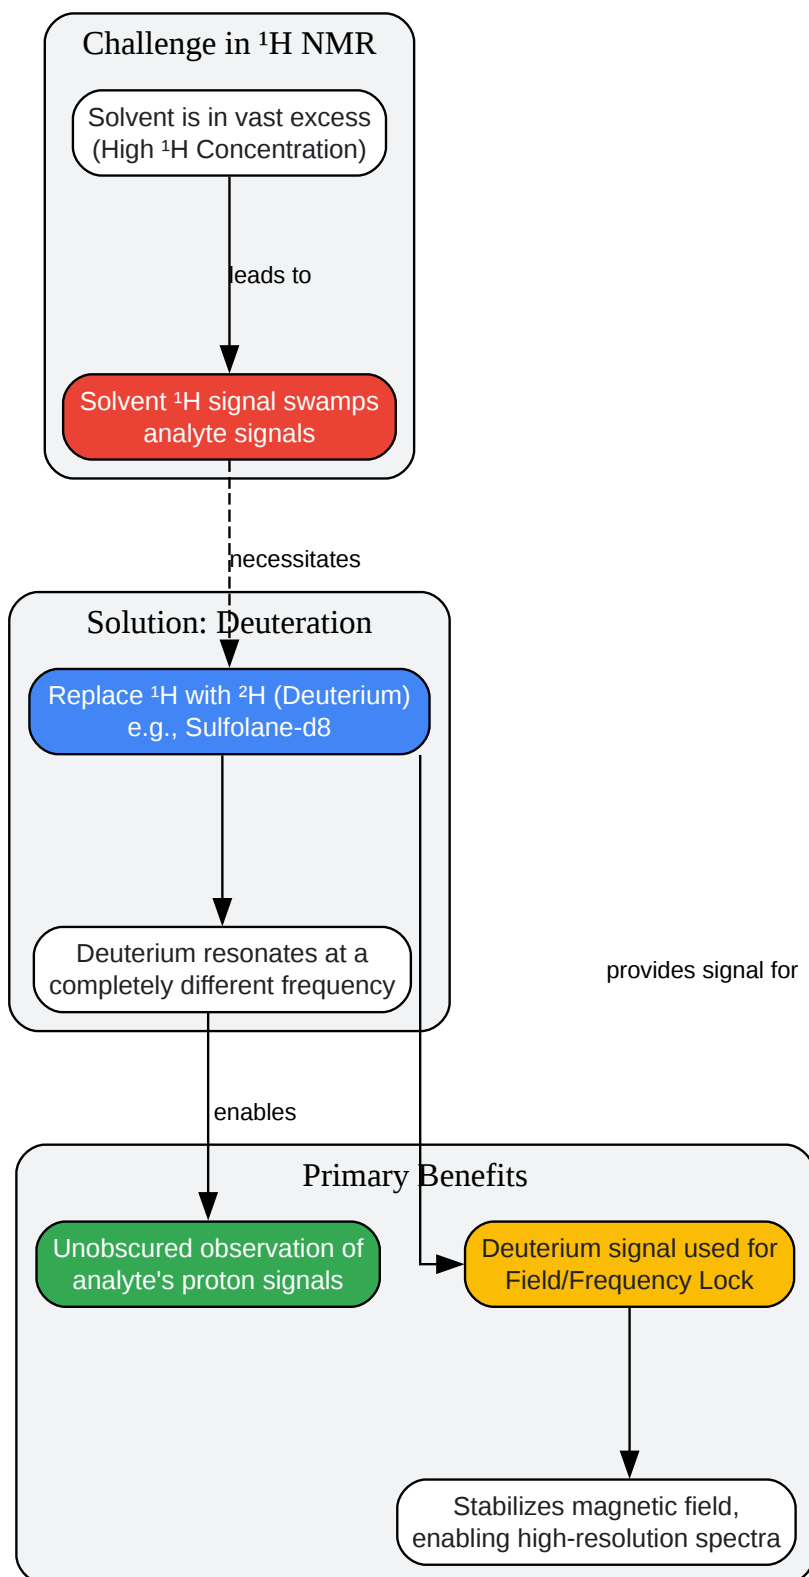 Challenge in ¹H NMR
Solvent is in vast excess
(High ¹H Concentration)
leads to
Solvent ¹H signal swamps
analyte signals
necessitates
Solution: Deuteration
Replace ¹H with ²H (Deuterium)
e.g., Sulfolane-d8
Deuterium resonates at a
completely different frequency
provides signal for
enables
Primary Benefits
Unobscured observation of
analyte's proton signals
Deuterium signal used for
Field/Frequency Lock
Stabilizes magnetic field,
enabling high-resolution spectra